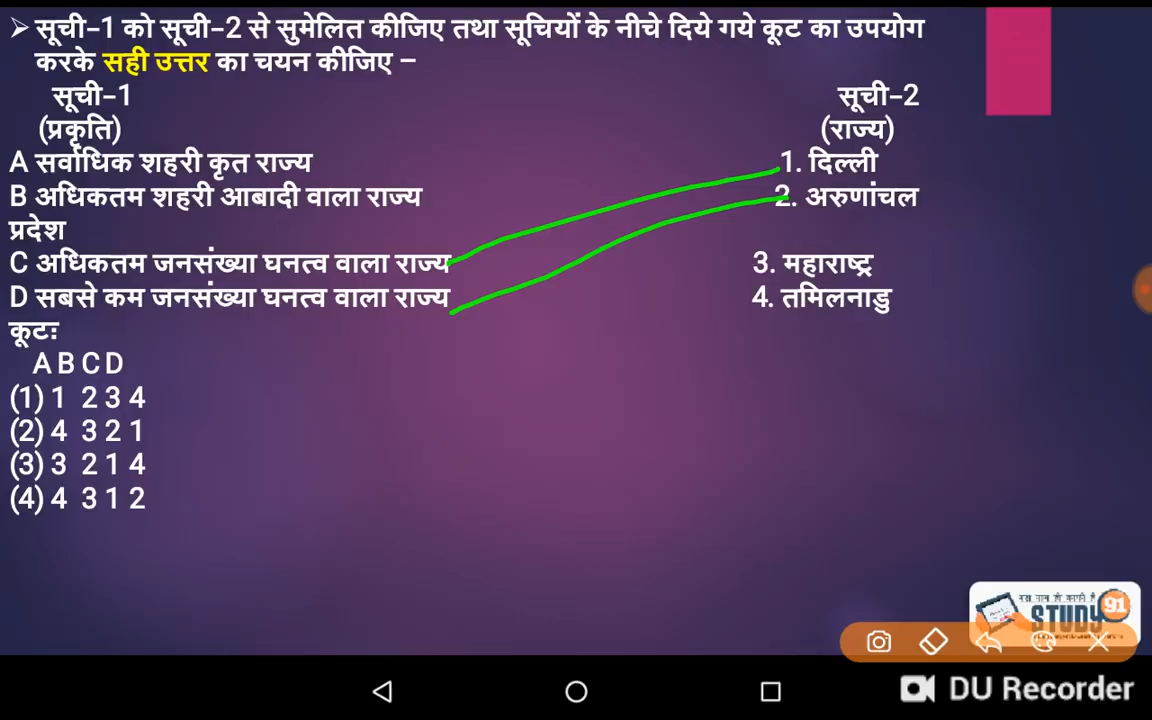 ➢ सूची-1 को सूची-2 से सुमेलित कीजिए तथा सूचियों के नीचे दिये गये कूट का उपयोग
करके सही उत्तर का चयन कीजिए –
सूची-1 सूची-2
(प्रकृति) (राज्य)
A सर्वाधिक शहरी कृत राज्य 1. दिल्ली
B अधिकतम शहरी आबादी वाला राज्य 2. अरुणांचल
प्रदेश
C अधिकतम जनसंख्या घनत्व वाला राज्य 3. महाराष्ट्र
D सबसे कम जनसंख्या घनत्व वाला राज्य 4. तमिलनाडु
कूटः
A B C D
(1) 1 2 3 4
(2) 4 3 2 1
(3) 3 2 1 4
(4) 4 3 1 2
STUDY 91
DU Recorder